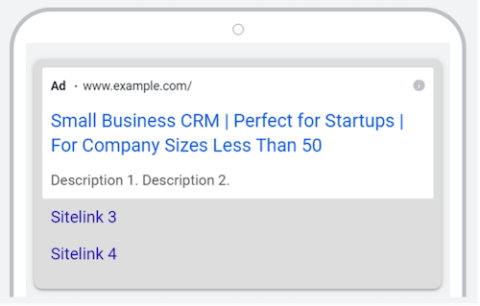 Ad · www.example.com/
Small Business CRM | Perfect for Startups |
For Company Sizes Less Than 50
Description 1. Description 2.
Sitelink 3
Sitelink 4